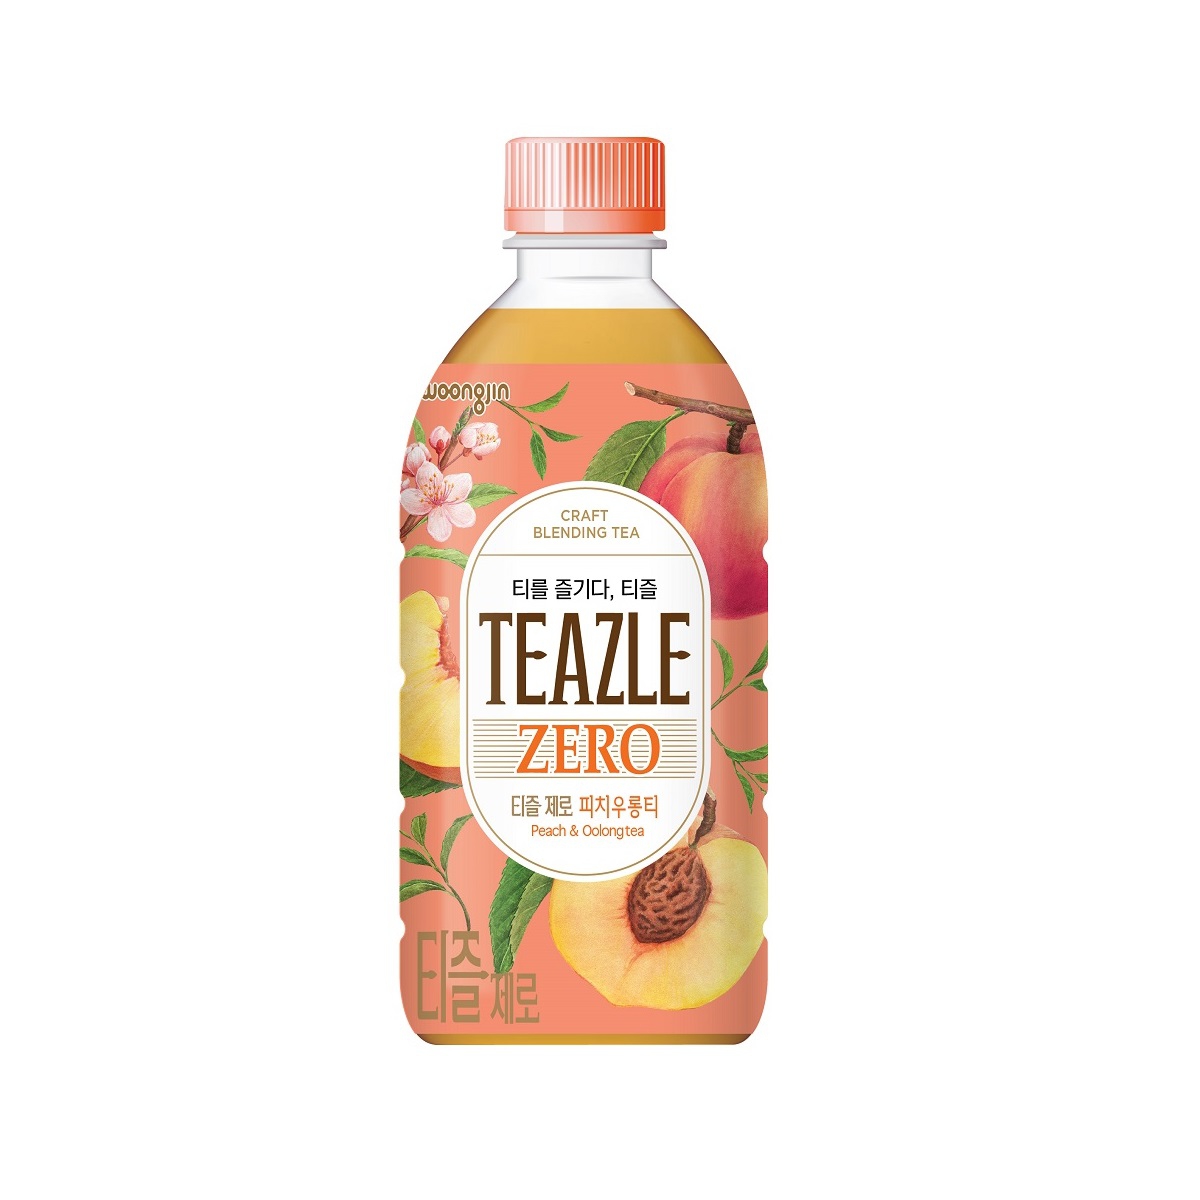 woongjin
CRAFT
BLENDING TEA
티를 즐기다, 티즐
TEAZLE
ZERO
티즐 제로 피치우롱티
Peach & Oolong tea
티즐 제로